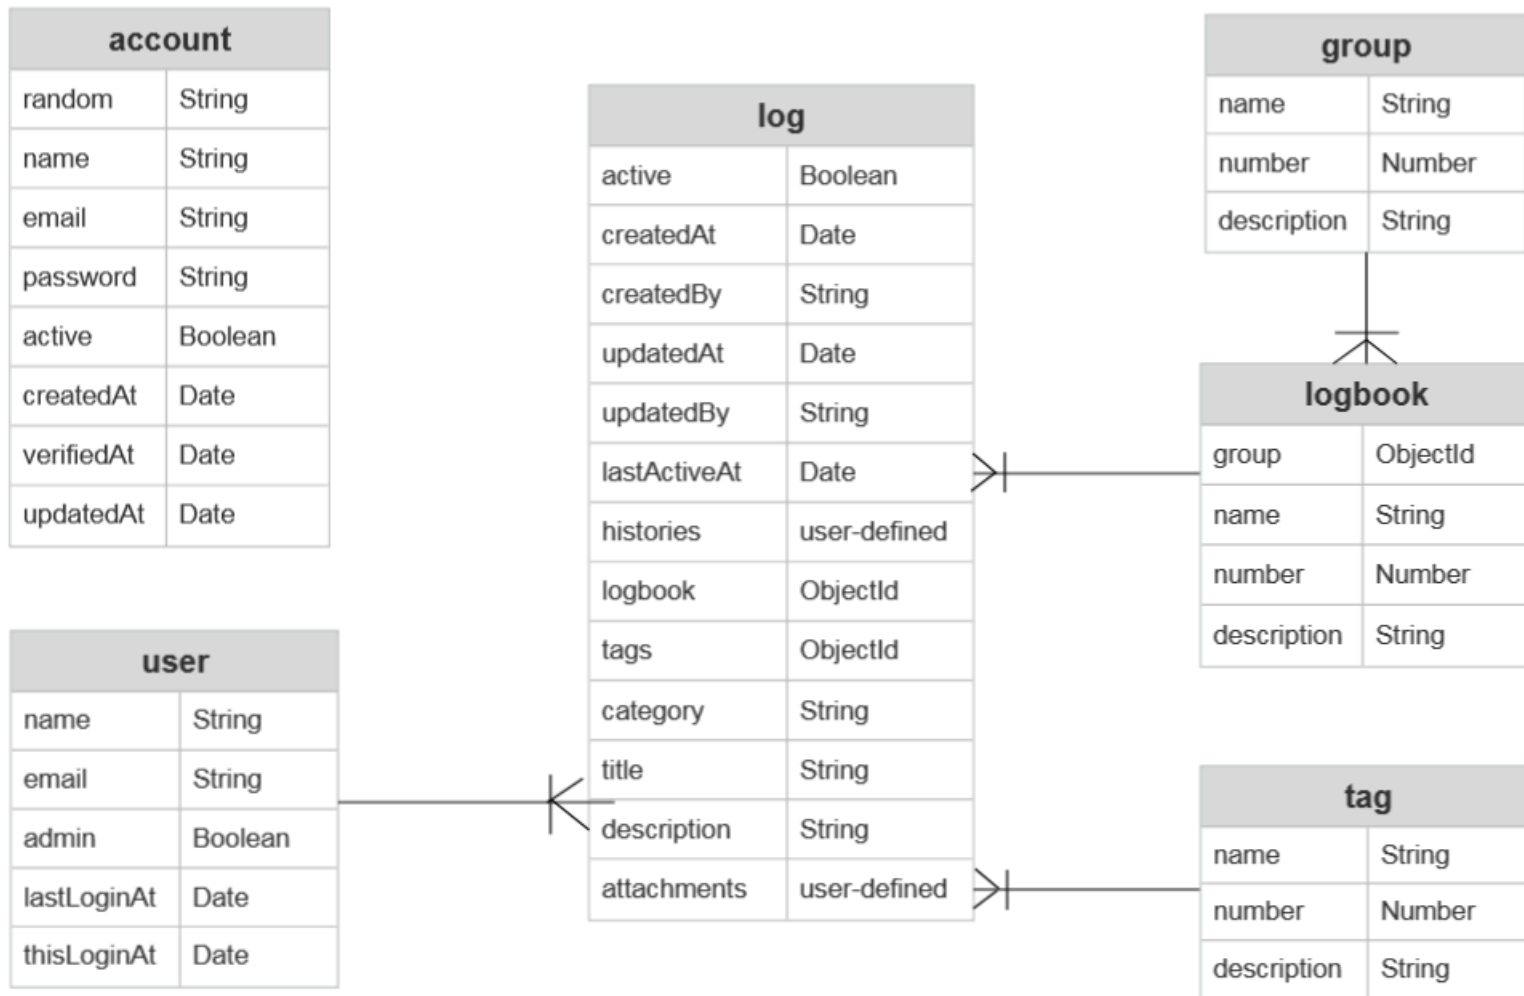 account
random String
name String
email String
password String
active Boolean
createdAt Date
verifiedAt Date
updatedAt Date
user
name String
email String
admin Boolean
lastLoginAt Date
thisLoginAt Date
log
active Boolean
createdAt Date
createdBy String
updatedAt Date
updatedBy String
lastActiveAt Date
histories user-defined
logbook ObjectId
tags ObjectId
category String
title String
description String
attachments user-defined
group
name String
number Number
description String
logbook
group ObjectId
name String
number Number
description String
tag
name String
number Number
description String